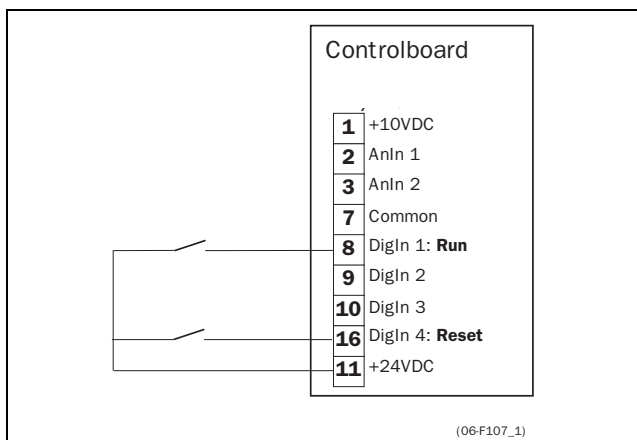 Controlboard
1 +10VDC
2 AnIn 1
3 AnIn 2
7 Common
8 DigIn 1: Run
9 DigIn 2
10 DigIn 3
16 DigIn 4: Reset
11 +24VDC
(06-F107_1)